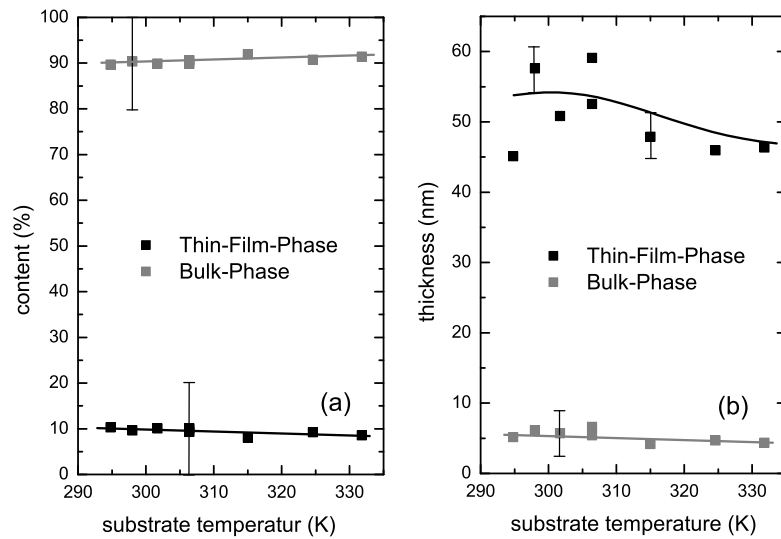 100
90
80
70
60
50
40
30
20
10
0
content (%)
Thin-Film-Phase
Bulk-Phase
(a)
290 300 310 320 330
substrate temperatur (K)
60
50
40
30
20
10
0
thickness (nm)
Thin-Film-Phase
Bulk-Phase
(b)
290 300 310 320 330
substrate temperature (K)